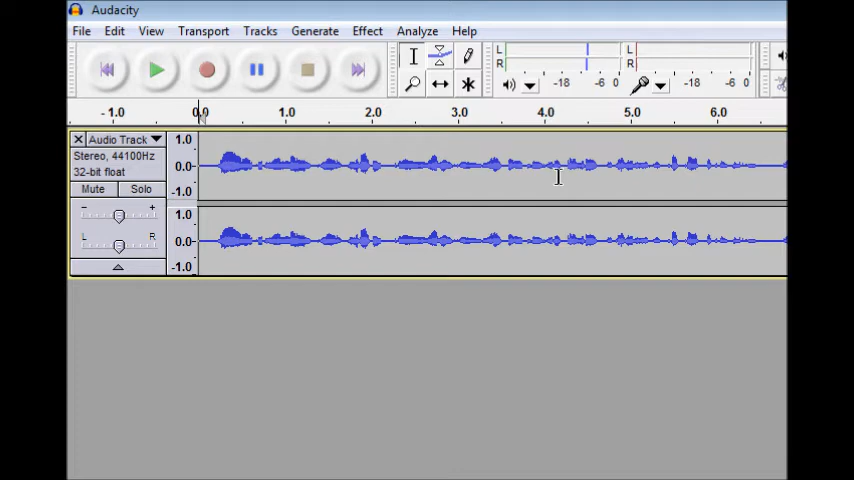 Audacity
File Edit View Transport Tracks Generate Effect Analyze Help
L L
R R
-18 -6 0 -18 -6 0
- 1.0 0.0 1.0 2.0 3.0 4.0 5.0 6.0
X Audio Track 1.0
Stereo, 44100Hz 0.0
32-bit float
Mute Solo -1.0
- + 1.0
L R 0.0
-1.0